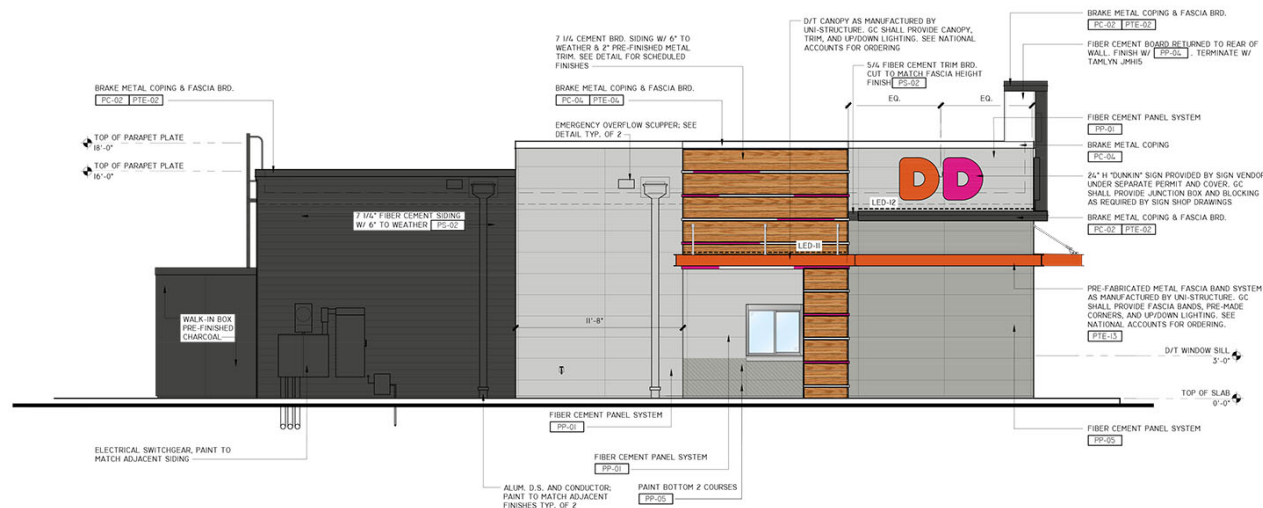 BRAKE METAL COPING & FASCIA BRD.
PC-02 PTE-02
TOP OF PARAPET PLATE
18'-0"
TOP OF PARAPET PLATE
16'-0"
7 1/4 CEMENT BRD. SIDING W/ 6" TO
WEATHER & 2" PRE-FINISHED METAL
TRIM. SEE DETAIL FOR SCHEDULED
FINISHES
BRAKE METAL COPING & FASCIA BRD.
PC-04 PTE-04
EMERGENCY OVERFLOW SCUPPER; SEE
DETAIL TYP. OF 2
D/T CANOPY AS MANUFACTURED BY
UNI-STRUCTURE. GC SHALL PROVIDE CANOPY,
TRIM, AND UP/DOWN LIGHTING. SEE NATIONAL
ACCOUNTS FOR ORDERING
5/4 FIBER CEMENT TRIM BRD.
CUT TO MATCH FASCIA HEIGHT
FINISH PS-02
EQ. EQ.
BRAKE METAL COPING & FASCIA BRD.
PC-02 PTE-02
FIBER CEMENT BOARD RETURNED TO REAR OF
WALL. FINISH W/ PP-04 . TERMINATE W/
TAMLYN JMH15
FIBER CEMENT PANEL SYSTEM
PP-01
BRAKE METAL COPING
PC-04
24" H "DUNKIN" SIGN PROVIDED BY SIGN VENDOR
UNDER SEPARATE PERMIT AND COVER. GC
SHALL PROVIDE JUNCTION BOX AND BLOCKING
AS REQUIRED BY SIGN SHOP DRAWINGS
BRAKE METAL COPING & FASCIA BRD.
PC-02 PTE-02
DD
LED-12
LED-11
7 1/4" FIBER CEMENT SIDING
W/ 6" TO WEATHER PS-02
WALK-IN BOX
PRE-FINISHED
CHARCOAL
11'-8"
PRE-FABRICATED METAL FASCIA BAND SYSTEM
AS MANUFACTURED BY UNI-STRUCTURE. GC
SHALL PROVIDE FASCIA BANDS, PRE-MADE
CORNERS, AND UP/DOWN LIGHTING. SEE
NATIONAL ACCOUNTS FOR ORDERING.
PTE-13
D/T WINDOW SILL
3'-0"
TOP OF SLAB
0'-0"
FIBER CEMENT PANEL SYSTEM
PP-05
ELECTRICAL SWITCHGEAR, PAINT TO
MATCH ADJACENT SIDING
FIBER CEMENT PANEL SYSTEM
PP-01
FIBER CEMENT PANEL SYSTEM
PP-01
ALUM. D.S. AND CONDUCTOR;
PAINT TO MATCH ADJACENT
FINISHES TYP. OF 2
PAINT BOTTOM 2 COURSES
PP-05